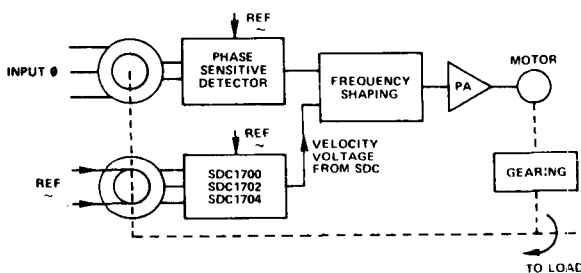 REF
~
PHASE
SENSITIVE
DETECTOR
INPUT θ
FREQUENCY
SHAPING
PA
MOTOR
REF
~
VELOCITY
VOLTAGE
FROM SDC
REF
~
SDC1700
SDC1702
SDC1704
GEARING
TO LOAD